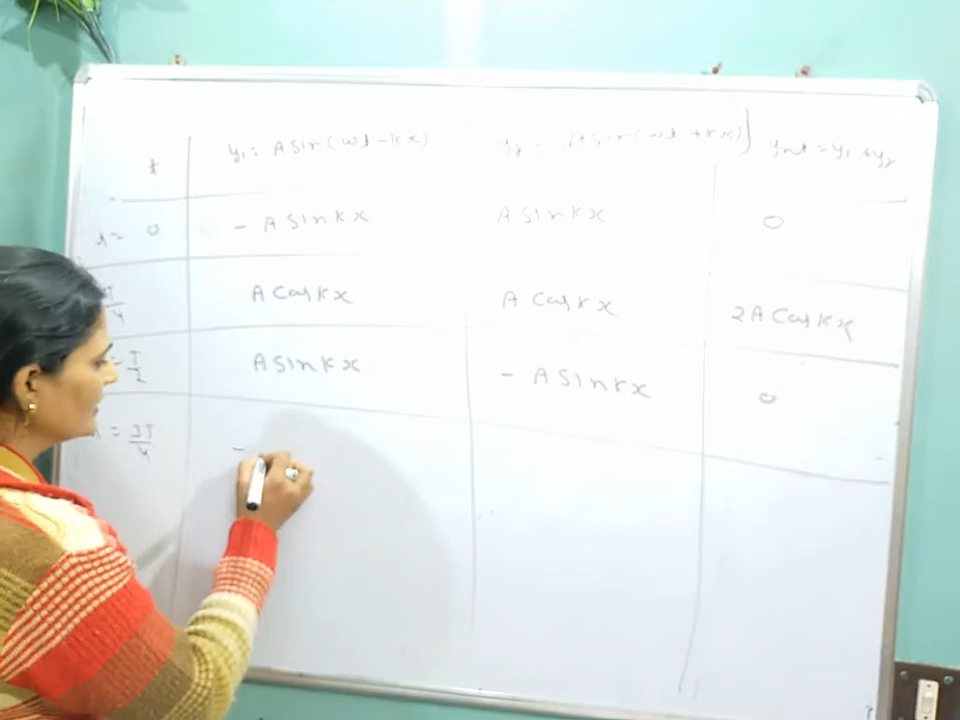 t y₁ = A sin(ωt - kx) y₂ = A sin(ωt + kx) ynet = y₁ + y₂
t = 0 - A sin kx A sin kx 0
T/4 A cos kx A cos kx 2A cos kx
= T/2 A sin kx - A sin kx 0
t = 3T/4 -